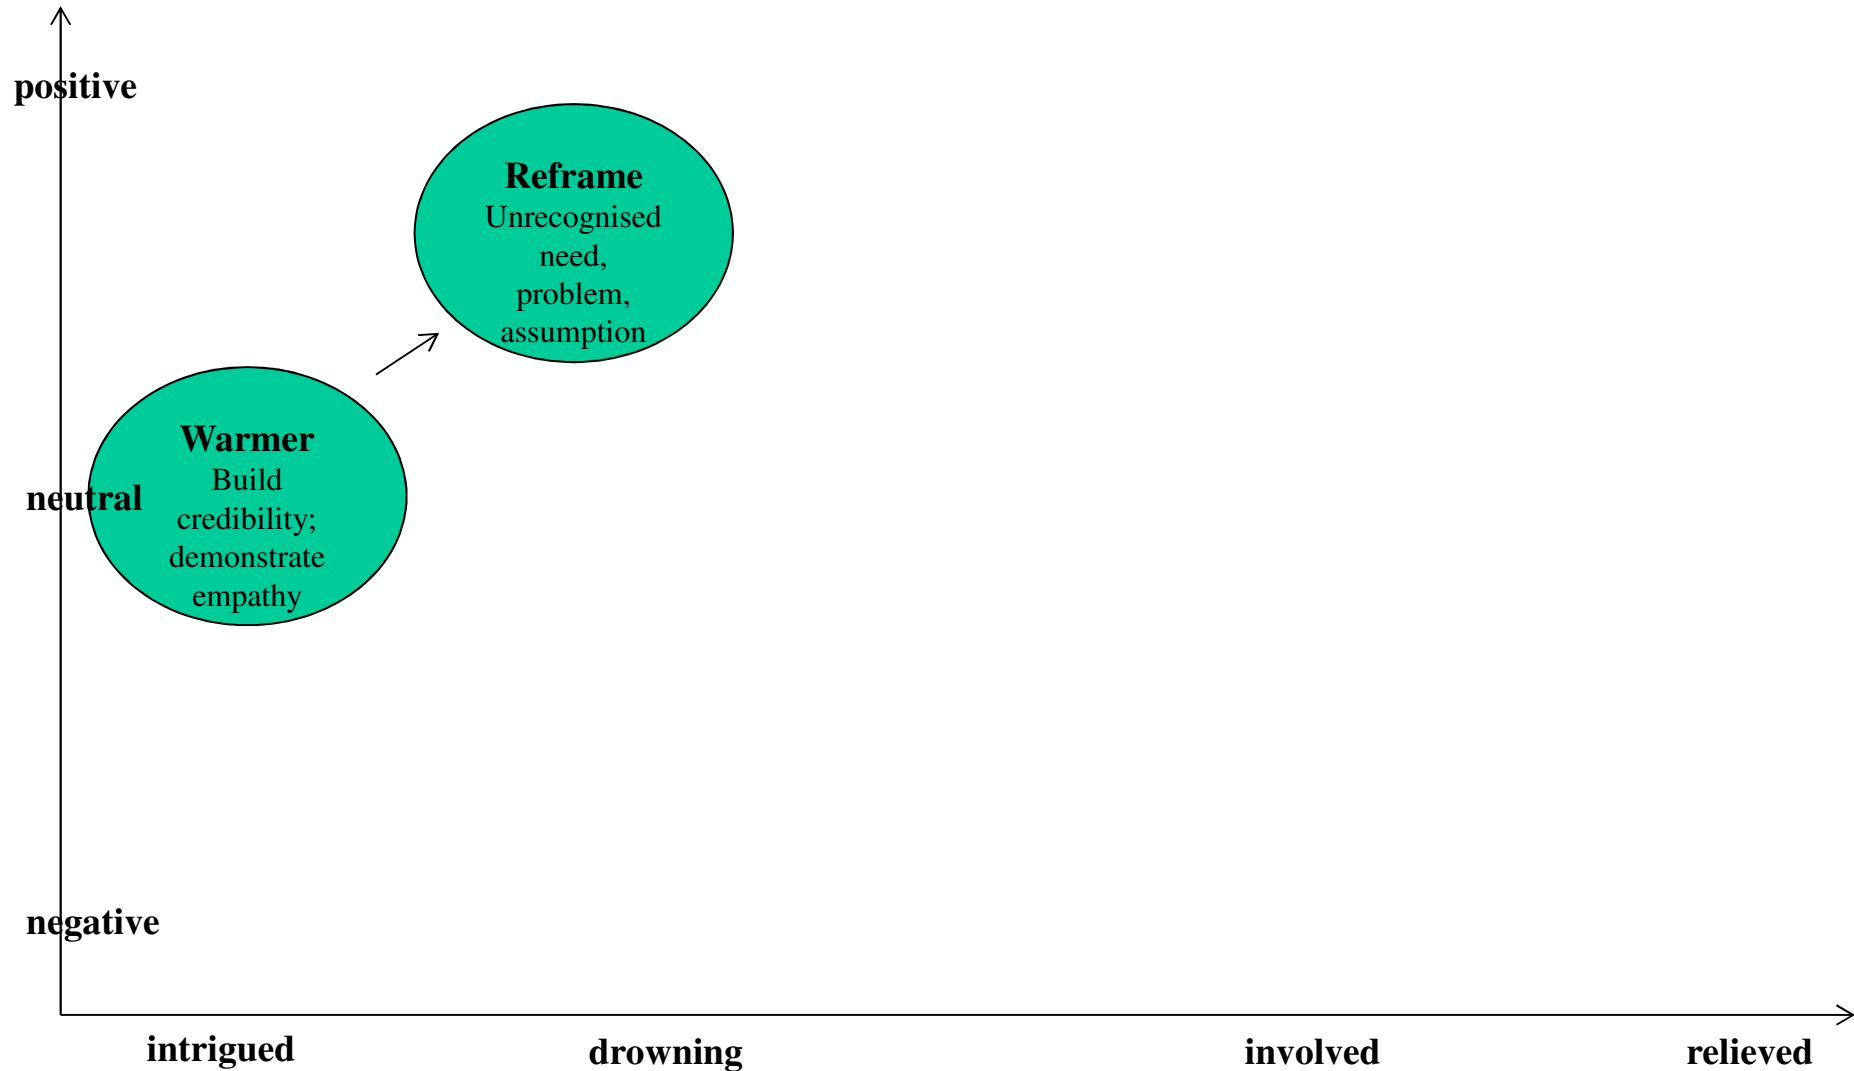 positive
Reframe
Unrecognised
need,
problem,
assumption
Warmer
Build
credibility;
demonstrate
empathy
neutral
negative
intrigued
drowning
involved
relieved